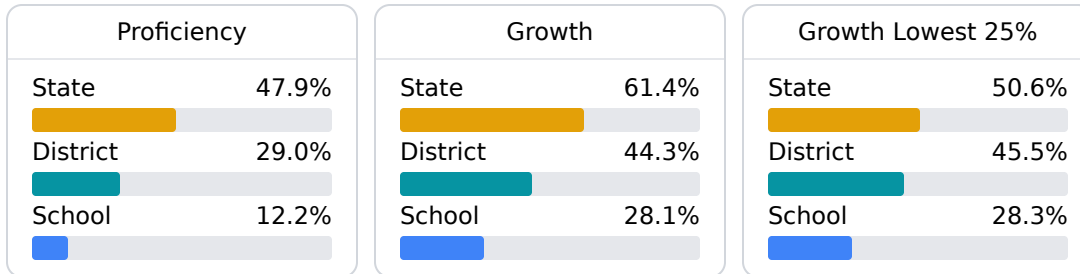 Proficiency
State 47.9%
District 29.0%
School 12.2%
Growth
State 61.4%
District 44.3%
School 28.1%
Growth Lowest 25%
State 50.6%
District 45.5%
School 28.3%